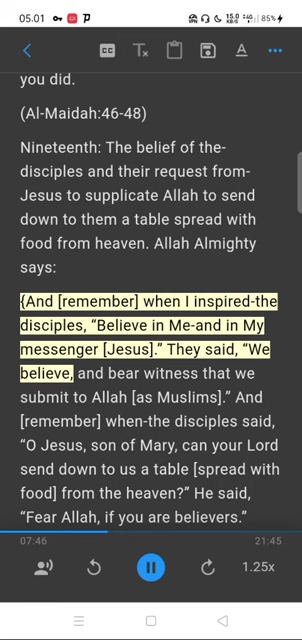 05.01
15.0 KB/S
85%
CC
A
you did.
(Al-Maidah:46-48)
Nineteenth: The belief of the-
disciples and their request from-
Jesus to supplicate Allah to send
down to them a table spread with
food from heaven. Allah Almighty
says:
{And [remember] when I inspired-the
disciples, “Believe in Me-and in My
messenger [Jesus].” They said, “We
believe, and bear witness that we
submit to Allah [as Muslims].” And
[remember] when-the disciples said,
“O Jesus, son of Mary, can your Lord
send down to us a table [spread with
food] from the heaven?” He said,
“Fear Allah, if you are believers.”
07:46
21:45
1.25x